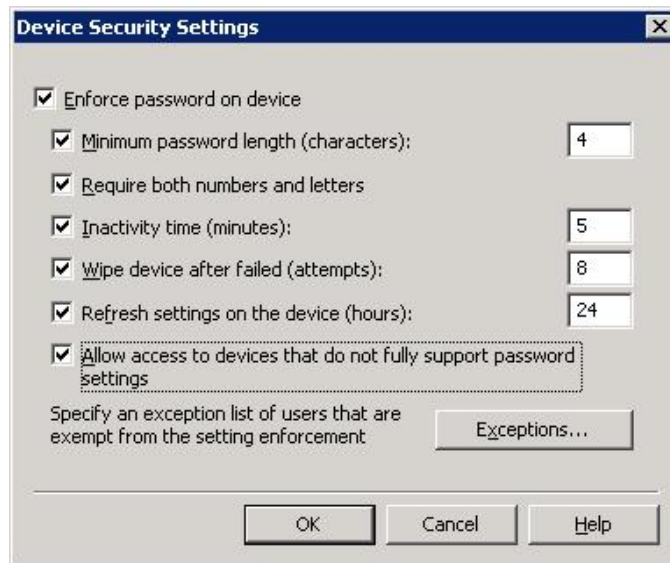 Device Security Settings
Enforce password on device
Minimum password length (characters): 4
Require both numbers and letters
Inactivity time (minutes): 5
Wipe device after failed (attempts): 8
Refresh settings on the device (hours): 24
Allow access to devices that do not fully support password
settings
Specify an exception list of users that are
exempt from the setting enforcement
Exceptions...
OK Cancel Help